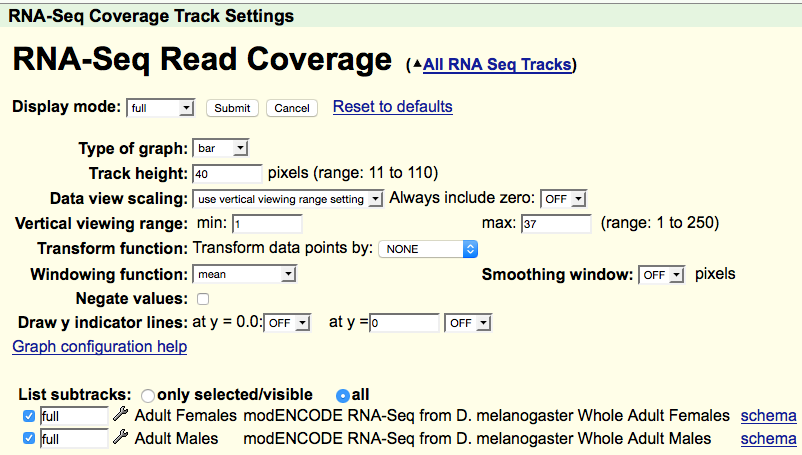 RNA-Seq Coverage Track Settings
RNA-Seq Read Coverage (All RNA Seq Tracks)
Display mode: full Submit Cancel Reset to defaults
Type of graph: bar
Track height: 40 pixels (range: 11 to 110)
Data view scaling: use vertical viewing range setting Always include zero: OFF
Vertical viewing range: min: 1 max: 37 (range: 1 to 250)
Transform function: Transform data points by: NONE
Windowing function: mean Smoothing window: OFF pixels
Negate values:
Draw y indicator lines: at y = 0.0: OFF at y = 0 OFF
Graph configuration help
List subtracks: only selected/visible all
full Adult Females modENCODE RNA-Seq from D. melanogaster Whole Adult Females schema
full Adult Males modENCODE RNA-Seq from D. melanogaster Whole Adult Males schema